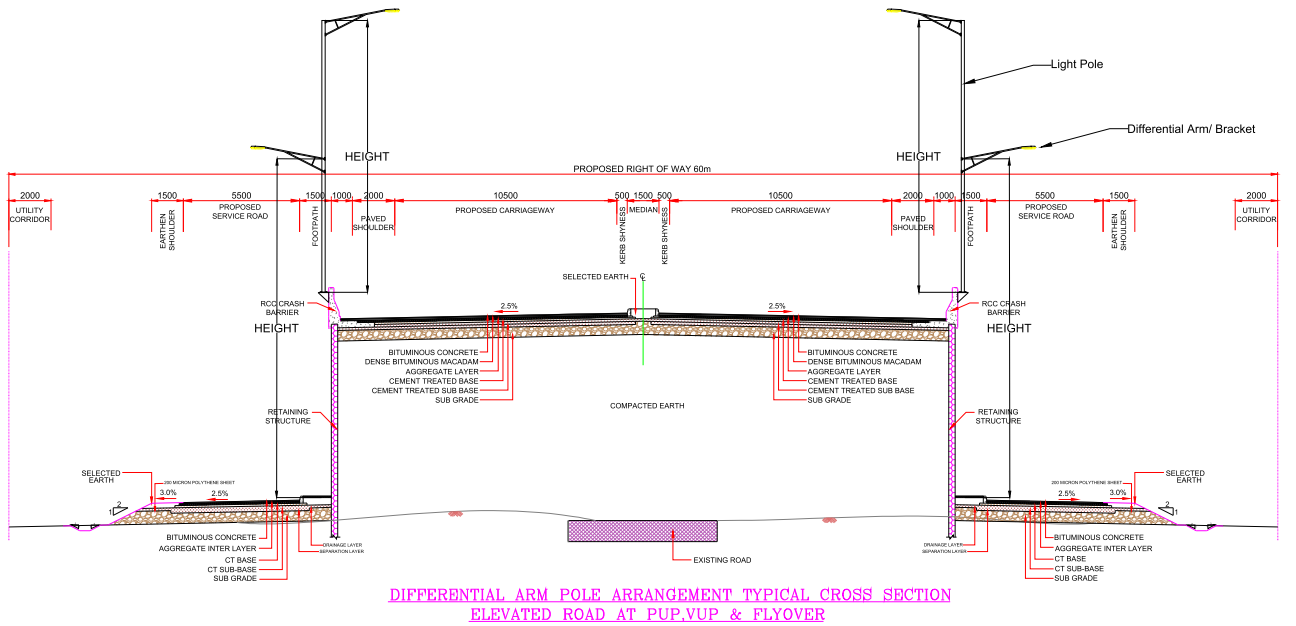 Light Pole
Differential Arm/ Bracket
HEIGHT
HEIGHT
PROPOSED RIGHT OF WAY 60m
2000
1500
5500
1500
1000
2000
10500
500
1500
500
10500
2000
1000
1500
5500
1500
2000
UTILITY
CORRIDOR
EARTHEN
SHOULDER
PROPOSED
SERVICE ROAD
FOOTPATH
PAVED
SHOULDER
PROPOSED CARRIAGEWAY
KERB SHYNESS
MEDIAN
KERB SHYNESS
PROPOSED CARRIAGEWAY
PAVED
SHOULDER
FOOTPATH
PROPOSED
SERVICE ROAD
EARTHEN
SHOULDER
UTILITY
CORRIDOR
SELECTED EARTH
℄
RCC CRASH
BARRIER
2.5%
2.5%
RCC CRASH
BARRIER
HEIGHT
HEIGHT
BITUMINOUS CONCRETE
DENSE BITUMINOUS MACADAM
AGGREGATE LAYER
CEMENT TREATED BASE
CEMENT TREATED SUB BASE
SUB GRADE
BITUMINOUS CONCRETE
DENSE BITUMINOUS MACADAM
AGGREGATE LAYER
CEMENT TREATED BASE
CEMENT TREATED SUB BASE
SUB GRADE
COMPACTED EARTH
RETAINING
STRUCTURE
RETAINING
STRUCTURE
SELECTED
EARTH
200 MICRON POLYTHENE SHEET
3.0%
2.5%
2
1
200 MICRON POLYTHENE SHEET
2.5%
3.0%
SELECTED
EARTH
2
1
BITUMINOUS CONCRETE
AGGREGATE INTER LAYER
CT BASE
CT SUB-BASE
SUB GRADE
DRAINAGE LAYER
SEPARATION LAYER
EXISTING ROAD
DRAINAGE LAYER
SEPARATION LAYER
BITUMINOUS CONCRETE
AGGREGATE INTER LAYER
CT BASE
CT SUB-BASE
SUB GRADE
DIFFERENTIAL ARM POLE ARRANGEMENT TYPICAL CROSS SECTION
ELEVATED ROAD AT PUP,VUP & FLYOVER